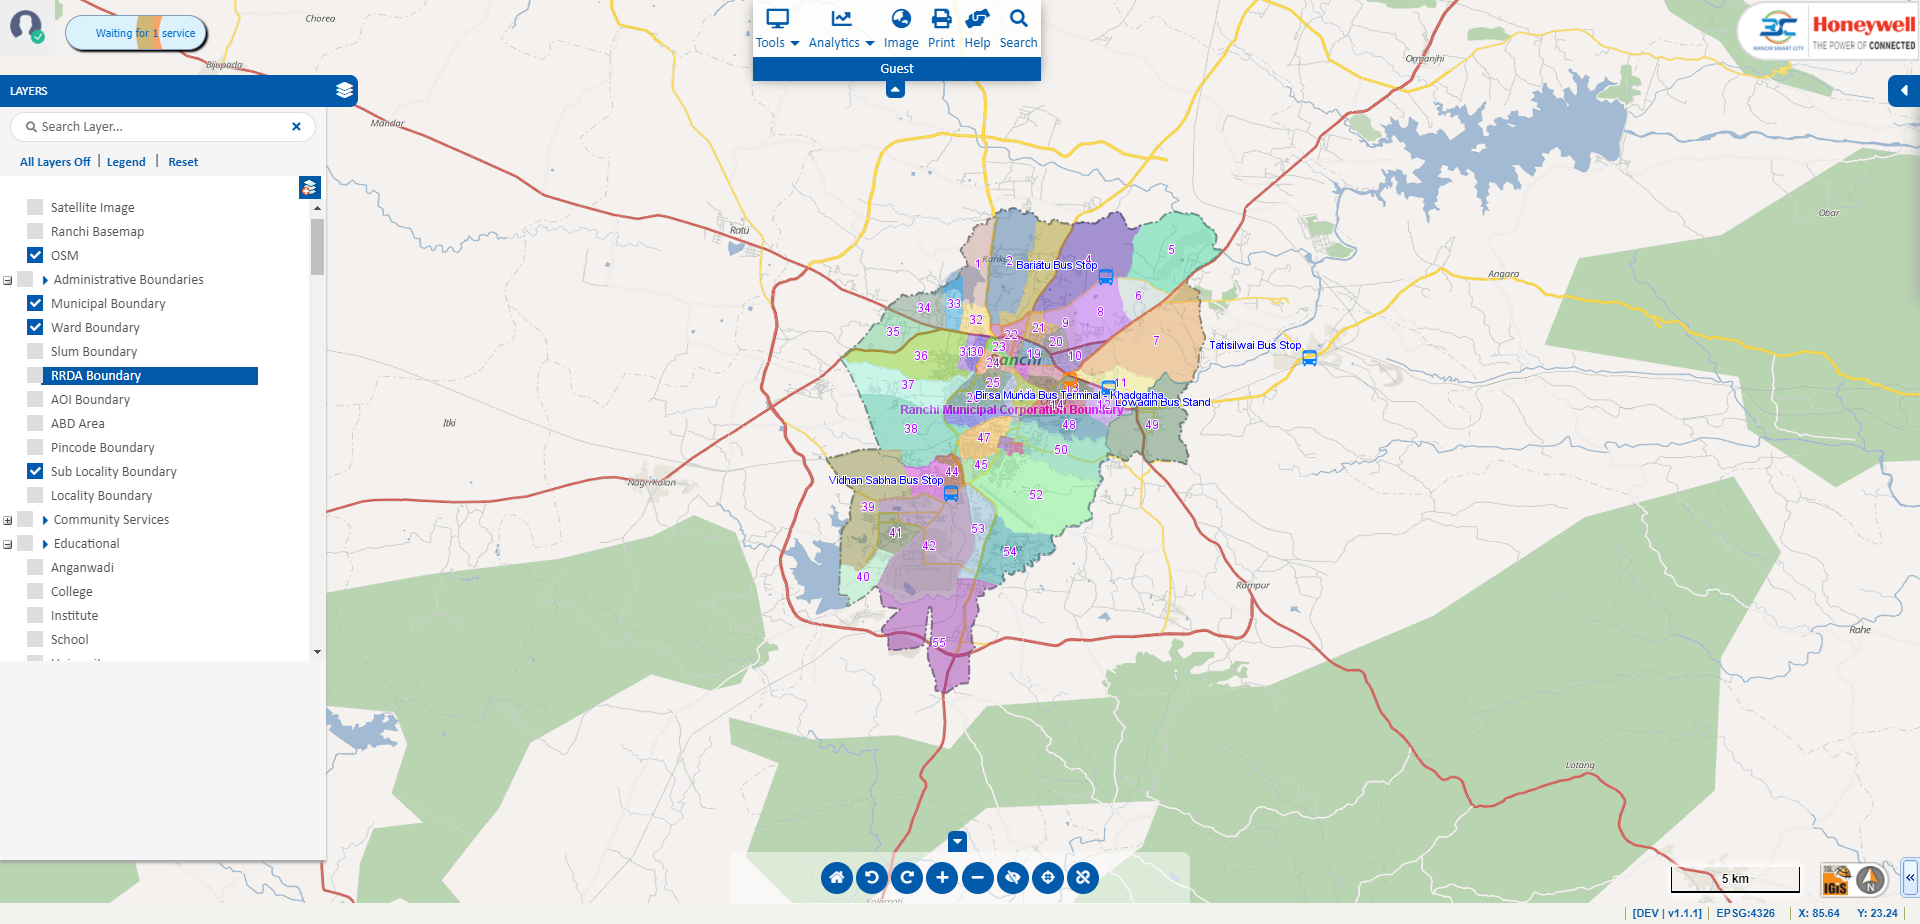 Waiting for 1 service
Tools
Analytics
Image
Print
Help
Search
Guest
RANCHI SMART CITY
Honeywell
THE POWER OF CONNECTED
LAYERS
Search Layer...
All Layers Off | Legend | Reset
Satellite Image
Ranchi Basemap
OSM
Administrative Boundaries
Municipal Boundary
Ward Boundary
Slum Boundary
RRDA Boundary
AOI Boundary
ABD Area
Pincode Boundary
Sub Locality Boundary
Locality Boundary
Community Services
Educational
Anganwadi
College
Institute
School
Chorea
Bijupada
Mandar
Ratu
Itki
Nagri Kalan
Ormanjhi
Obar
Angara
Rampur
Rahe
Lotang
Kalamati
1
2
4
5
Bariatu Bus Stop
6
33
34
8
32
9
21
35
22
20
7
Tatisilwai Bus Stop
23
31
30
19
10
36
24
25
37
11
Birsa Munda Bus Terminal - Khadgarha
Lowadih Bus Stand
Ranchi Municipal Corporation Boundary
14
38
48
49
47
50
45
44
Vidhan Sabha Bus Stop
52
39
53
41
42
54
40
55
5 km
IGiS
N
[DEV | v1.1.1]
EPSG:4326
X: 85.64
Y: 23.24